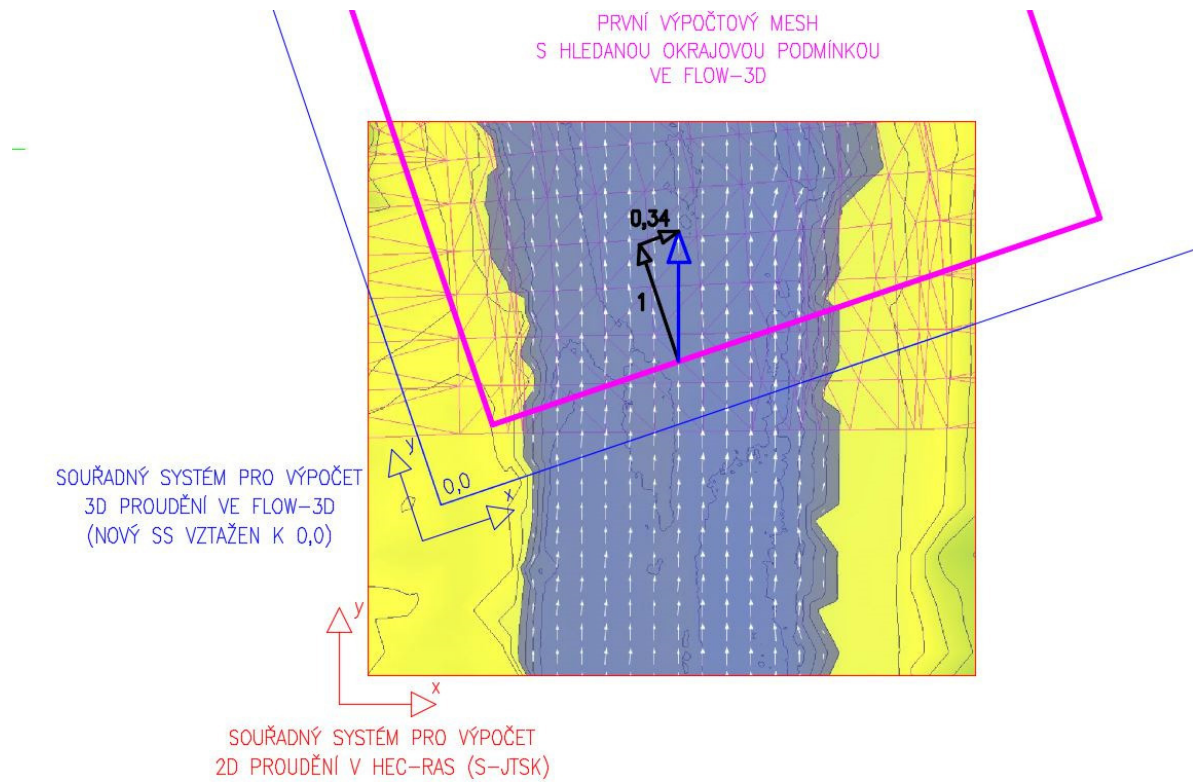 PRVNÍ VÝPOČTOVÝ MESH
S HLEDANOU OKRAJOVOU PODMÍNKOU
VE FLOW-3D
0,34
1
y
0,0
x
SOUŘADNÝ SYSTÉM PRO VÝPOČET
3D PROUDĚNÍ VE FLOW-3D
(NOVÝ SS VZTAŽEN K 0,0)
y
x
SOUŘADNÝ SYSTÉM PRO VÝPOČET
2D PROUDĚNÍ V HEC-RAS (S-JTSK)